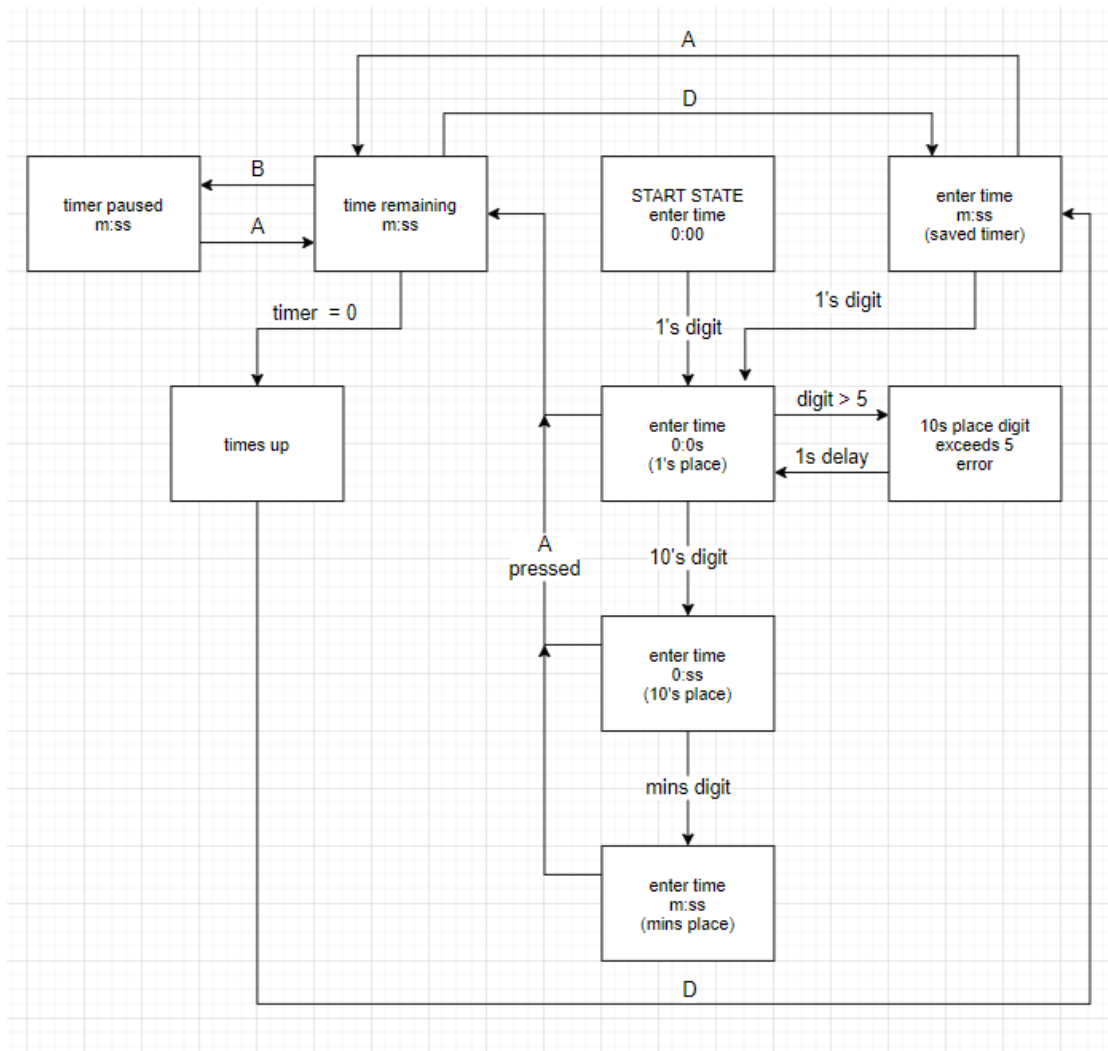 A
D
B
timer paused
m:ss
A
time remaining
m:ss
START STATE
enter time
0:00
enter time
m:ss
(saved timer)
timer = 0
1's digit
1's digit
times up
enter time
0:0s
(1's place)
digit > 5
1s delay
10s place digit
exceeds 5
error
A
pressed
10's digit
enter time
0:ss
(10's place)
mins digit
enter time
m:ss
(mins place)
D